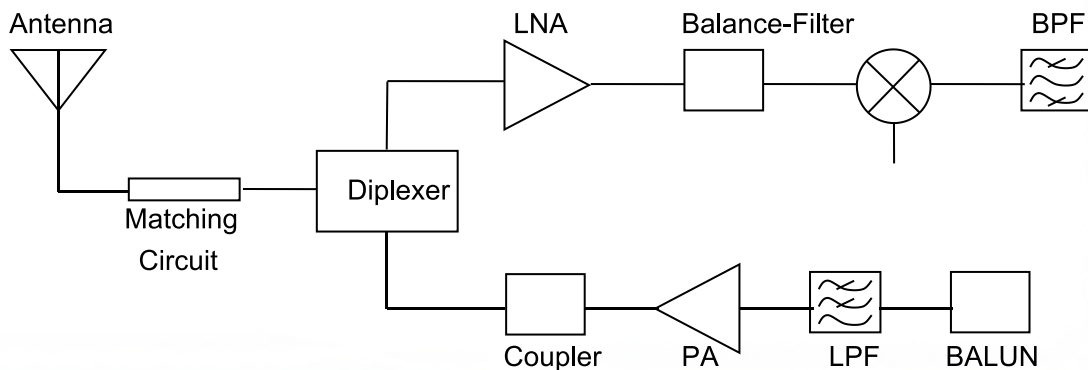 Antenna
LNA
Balance-Filter
BPF
Diplexer
Matching
Circuit
Coupler
PA
LPF
BALUN